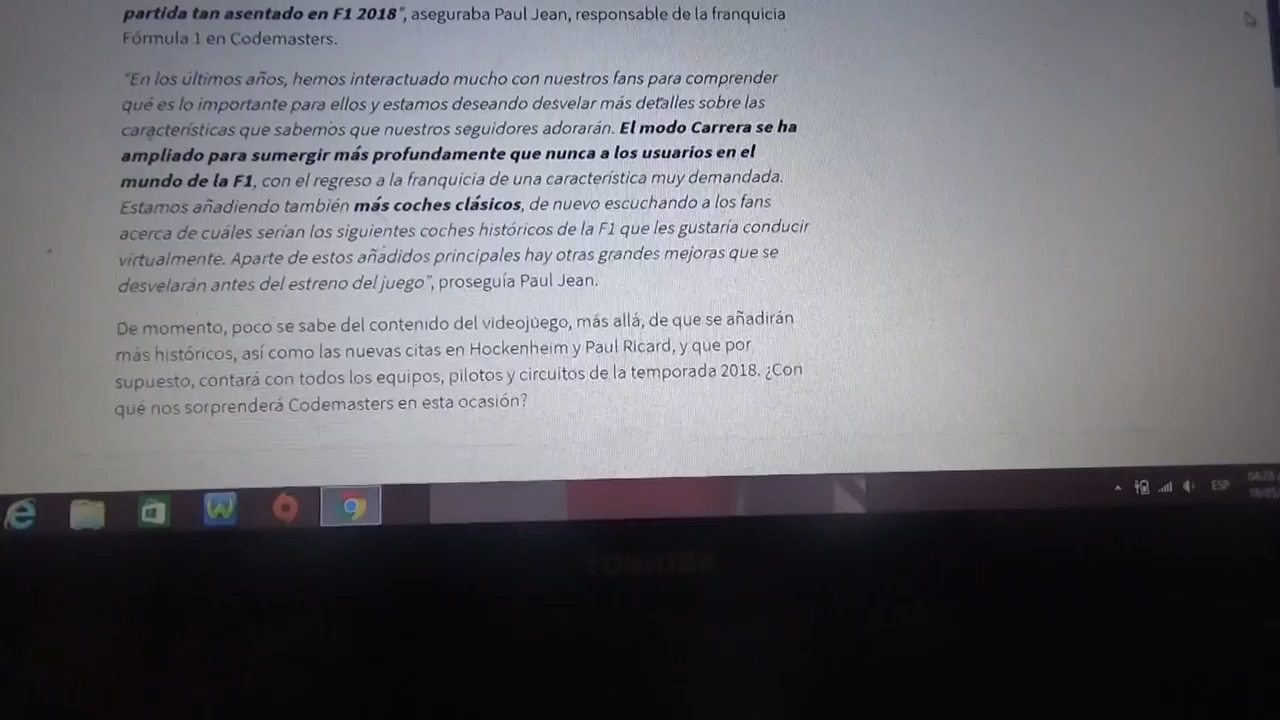 partida tan asentado en F1 2018", aseguraba Paul Jean, responsable de la franquicia
Fórmula 1 en Codemasters.
"En los últimos años, hemos interactuado mucho con nuestros fans para comprender
qué es lo importante para ellos y estamos deseando desvelar más detalles sobre las
características que sabemos que nuestros seguidores adorarán. El modo Carrera se ha
ampliado para sumergir más profundamente que nunca a los usuarios en el
mundo de la F1, con el regreso a la franquicia de una característica muy demandada.
Estamos añadiendo también más coches clásicos, de nuevo escuchando a los fans
acerca de cuáles serían los siguientes coches históricos de la F1 que les gustaría conducir
virtualmente. Aparte de estos añadidos principales hay otras grandes mejoras que se
desvelarán antes del estreno del juego", proseguía Paul Jean.
De momento, poco se sabe del contenido del videojuego, más allá, de que se añadirán
más históricos, así como las nuevas citas en Hockenheim y Paul Ricard, y que por
supuesto, contará con todos los equipos, pilotos y circuitos de la temporada 2018. ¿Con
qué nos sorprenderá Codemasters en esta ocasión?
ESP
TOSHIBA